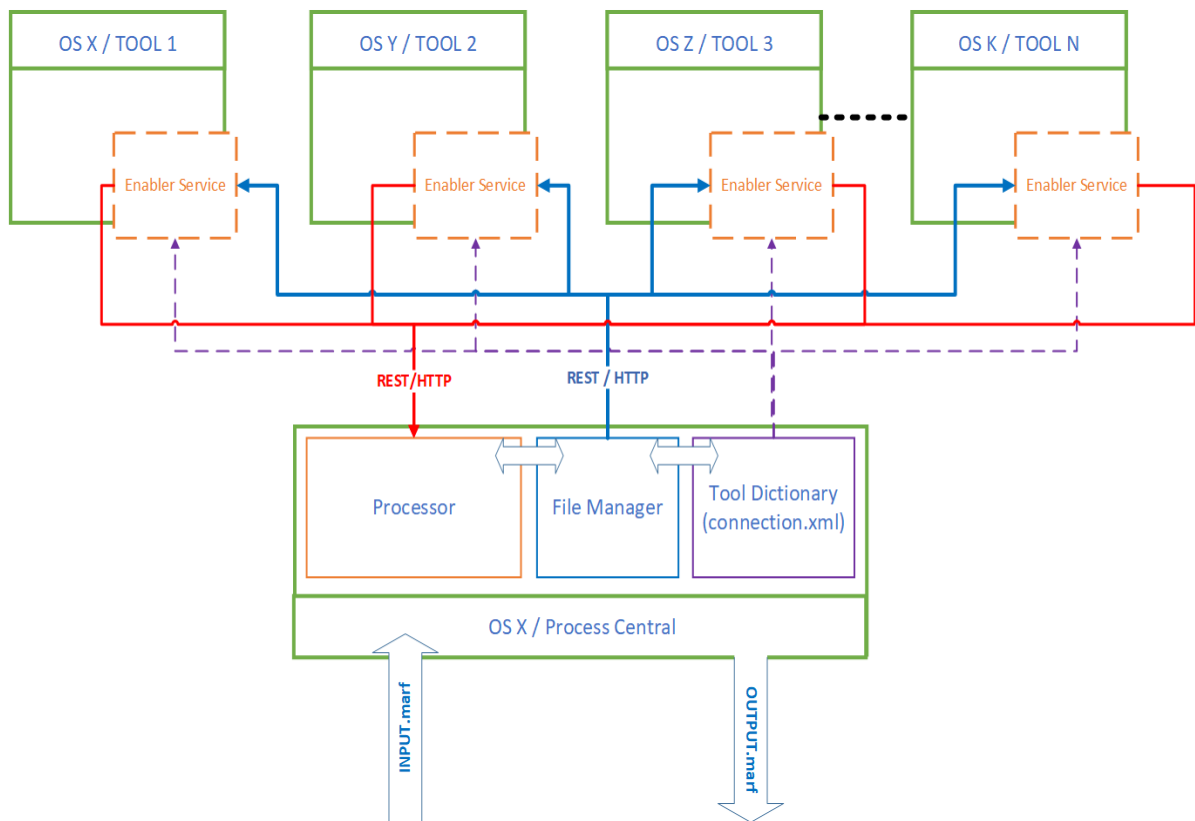 OS X / TOOL 1
OS Y / TOOL 2
OS Z / TOOL 3
OS K / TOOL N
Enabler Service
Enabler Service
Enabler Service
Enabler Service
REST/HTTP
REST / HTTP
Processor
File Manager
Tool Dictionary
(connection.xml)
OS X / Process Central
INPUT.marf
OUTPUT.marf